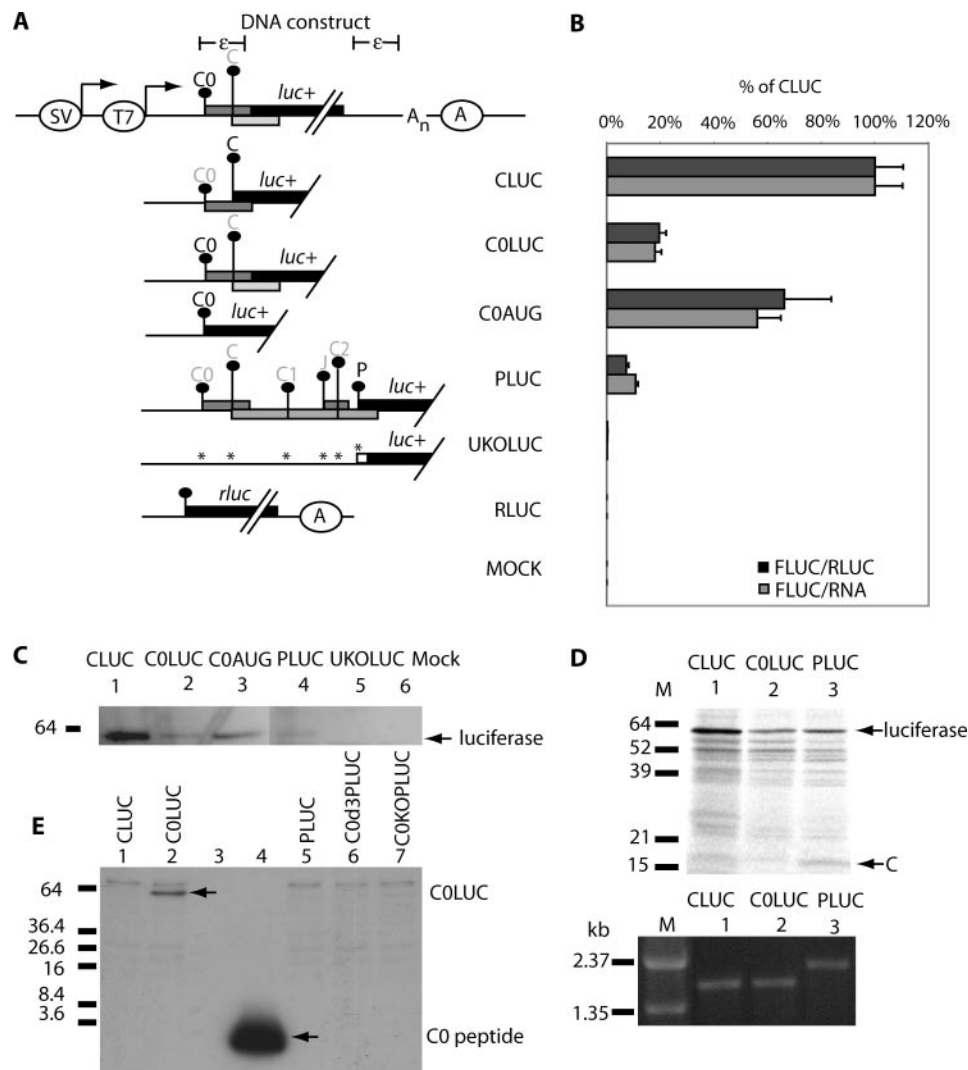 A
DNA construct
ε ε
C0 C luc+
SV T7 An A
C0 C luc+
C0 C luc+
C0 luc+
C0 C C1 J C2 P luc+
* * * * * * luc+
rluc A
B
% of CLUC
0% 20% 40% 60% 80% 100% 120%
CLUC
C0LUC
C0AUG
PLUC
UKOLUC
RLUC
MOCK
FLUC/RLUC
FLUC/RNA
C
CLUC C0LUC C0AUG PLUC UKOLUC Mock
1 2 3 4 5 6
64
luciferase
D
CLUC C0LUC PLUC
M 1 2 3
64
52
39
21
15
luciferase
C
CLUC C0LUC PLUC
kb M 1 2 3
2.37
1.35
E
CLUC C0LUC PLUC C0d3PLUC C0KOPLUC
1 2 3 4 5 6 7
64
36.4
26.6
16
8.4
3.6
C0LUC
C0 peptide